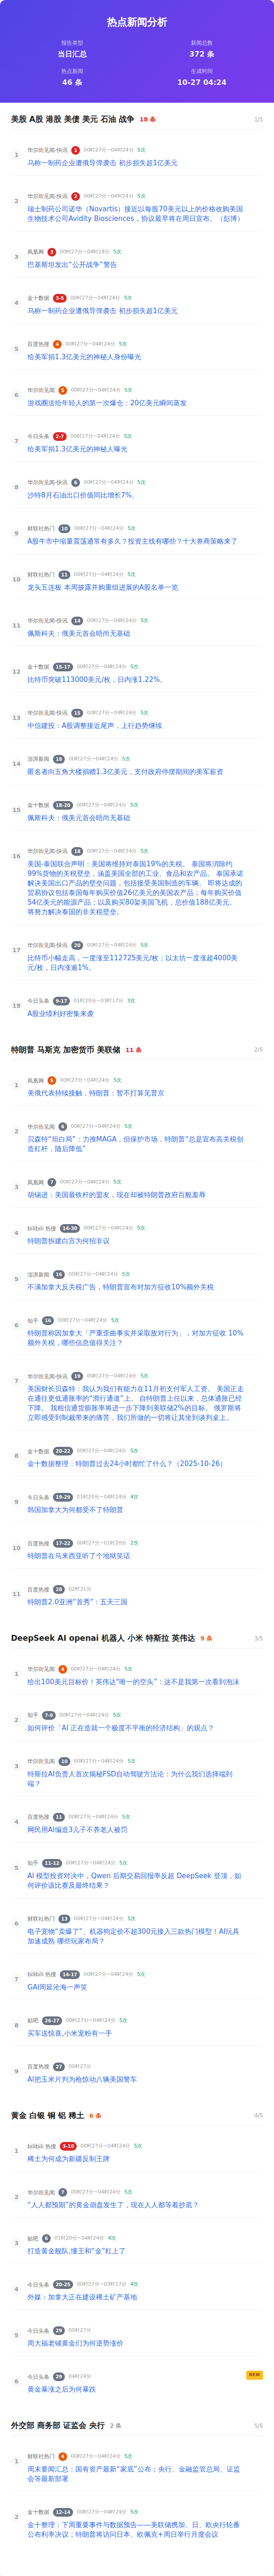 热点新闻分析
报告类型
当日汇总
新闻总数
372 条
热点新闻
46 条
生成时间
10-27 04:24
美股 A股 港股 美债 美元 石油 战争 18 条 1/5
1
华尔街见闻-快讯 1 00时27分~04时24分 5次
乌称一制药企业遭俄导弹袭击 初步损失超1亿美元
2
华尔街见闻-快讯 2 00时27分~04时24分 5次
瑞士制药公司诺华（Novartis）接近以每股70美元以上的价格收购美国
生物技术公司Avidity Biosciences，协议最早将在周日宣布。（彭博）
3
凤凰网 3 00时27分~04时24分 5次
巴基斯坦发出“公开战争”警告
4
金十数据 3-5 00时27分~04时24分 5次
乌称一制药企业遭俄导弹袭击 初步损失超1亿美元
5
百度热搜 4 00时27分~04时24分 5次
给美军捐1.3亿美元的神秘人身份曝光
6
华尔街见闻 5 00时27分~04时24分 5次
游戏圈送给年轻人的第一次爆仓：20亿美元瞬间蒸发
7
今日头条 2-7 00时27分~04时24分 5次
给美军捐1.3亿美元的神秘人曝光
8
华尔街见闻-快讯 6 00时27分~04时24分 5次
沙特8月石油出口价值同比增长7%。
9
财联社热门 10 00时27分~04时24分 5次
A股牛市中缩量震荡通常有多久？投资主线有哪些？十大券商策略来了
10
财联社热门 11 00时27分~04时24分 5次
龙头五连板 本周披露并购重组进展的A股名单一览
11
华尔街见闻-快讯 14 00时27分~04时24分 5次
佩斯科夫：俄美元首会晤尚无基础
12
金十数据 15-17 00时27分~04时24分 5次
比特币突破113000美元/枚，日内涨1.22%。
13
华尔街见闻-快讯 15 00时27分~04时24分 5次
中信建投：A股调整接近尾声，上行趋势继续
14
澎湃新闻 18 00时27分~04时24分 5次
匿名者向五角大楼捐赠1.3亿美元，支付政府停摆期间的美军薪资
15
金十数据 18-20 00时27分~04时24分 5次
佩斯科夫：俄美元首会晤尚无基础
16
华尔街见闻-快讯 18 00时27分~04时24分 5次
美国-泰国联合声明：美国将维持对泰国19%的关税。 泰国将消除约
99%货物的关税壁垒，涵盖美国全部的工业、食品和农产品。 泰国承诺
解决美国出口产品的壁垒问题，包括接受美国制造的车辆。 即将达成的
贸易协议包括泰国每年购买价值26亿美元的美国农产品；每年购买价值
54亿美元的能源产品；以及购买80架美国飞机，总价值188亿美元。
将努力解决泰国的非关税壁垒。
17
华尔街见闻-快讯 20 00时27分~04时24分 5次
比特币小幅走高，一度涨至112725美元/枚；以太坊一度涨超4000美
元/枚，日内涨逾1%。
18
今日头条 9-17 01时20分~03时17分 3次
A股业绩利好密集来袭
特朗普 马斯克 加密货币 美联储 11 条 2/5
1
凤凰网 5 00时27分~04时24分 5次
美俄代表持续接触，特朗普：暂不打算见普京
2
华尔街见闻 6 00时27分~04时24分 5次
贝森特“坦白局”：力推MAGA，但保护市场，特朗普“总是宣布高关税创
造杠杆，随后降低”
3
凤凰网 7 00时27分~04时24分 5次
胡锡进：美国最铁杆的盟友，现在却被特朗普政府百般羞辱
4
bilibili 热搜 14-30 00时27分~04时24分 5次
特朗普拆建白宫为何招非议
5
澎湃新闻 16 00时27分~04时24分 5次
不满加拿大反关税广告，特朗普宣布对加方征收10%额外关税
6
知乎 16 00时27分~04时24分 5次
特朗普称因加拿大「严重歪曲事实并采取敌对行为」，对加方征收 10%
额外关税，哪些信息值得关注？
7
华尔街见闻-快讯 19 00时27分~04时24分 5次
美国财长贝森特：我认为我们有能力在11月初支付军人工资。 美国正走
在通往更低通胀率的“滑行通道”上。 自特朗普上任以来，总体通胀已经
下降。 我相信通货膨胀率将进一步下降到美联储2%的目标。 俄罗斯将
立即感受到制裁带来的痛苦，我们所做的一切将让其坐到谈判桌上。
8
金十数据 20-22 00时27分~04时24分 5次
金十数据整理：特朗普过去24小时都忙了什么？（2025-10-26）
9
今日头条 19-29 01时20分~04时24分 4次
韩国加拿大为何都受不了特朗普
10
百度热搜 17-22 00时27分~01时20分 2次
特朗普在马来西亚听了个地狱笑话
11
百度热搜 28 02时21分
特朗普2.0亚洲“首秀”：五天三国
DeepSeek AI openai 机器人 小米 特斯拉 英伟达 9 条 3/5
1
华尔街见闻 4 00时27分~04时24分 5次
给出100美元目标价！英伟达“唯一的空头”：这不是我第一次看到泡沫
2
知乎 7-9 00时27分~04时24分 5次
如何评价「AI 正在造就一个极度不平衡的经济结构」的观点？
3
华尔街见闻 10 00时27分~04时24分 5次
特斯拉AI负责人首次揭秘FSD自动驾驶方法论：为什么我们选择端到
端？
4
百度热搜 11 00时27分~04时24分 5次
网民用AI编造3儿子不养老人被罚
5
知乎 11-12 00时27分~04时24分 5次
AI 模型投资对决中，Qwen 后期交易回报率反超 DeepSeek 登顶，如
何评价该比赛及最终结果？
6
财联社热门 13 00时27分~04时24分 5次
电子宠物“卖爆了”、机器狗定价不超300元接入三款热门模型！AI玩具
加速成熟 哪些玩家布局？
7
bilibili 热搜 14-17 00时27分~04时24分 5次
GAI周延沧海一声笑
8
贴吧 26-27 00时27分~04时24分 5次
买车送惊喜,小米宠粉有一手
9
百度热搜 27 00时27分
AI把玉米片判为枪惊动八辆美国警车
黄金 白银 铜 铝 稀土 6 条 4/5
1
bilibili 热搜 3-10 00时27分~04时24分 5次
稀土为何成为新疆反制王牌
2
华尔街见闻 7 00时27分~04时24分 5次
“人人都预期”的黄金崩盘发生了，现在人人都等着抄底？
3
贴吧 6 01时20分~04时24分 4次
打造黄金舰队,懂王和“金”杠上了
4
今日头条 20-25 00时27分~03时17分 4次
外媒：加拿大正在建设稀土矿产基地
5
今日头条 29 00时27分
周大福老铺黄金们为何逆势涨价
6
今日头条 29 04时24分 NEW
黄金暴涨之后为何暴跌
外交部 商务部 证监会 央行 2 条 5/5
1
财联社热门 4 00时27分~04时24分 5次
周末要闻汇总：国有资产最新“家底”公布；央行、金融监管总局、证监
会等最新部署
2
金十数据 12-14 00时27分~04时24分 5次
金十整理：下周重要事件与数据预告——美联储携加、日、欧央行轮番
公布利率决议；特朗普将访问日本、欧佩克+周日举行月度会议